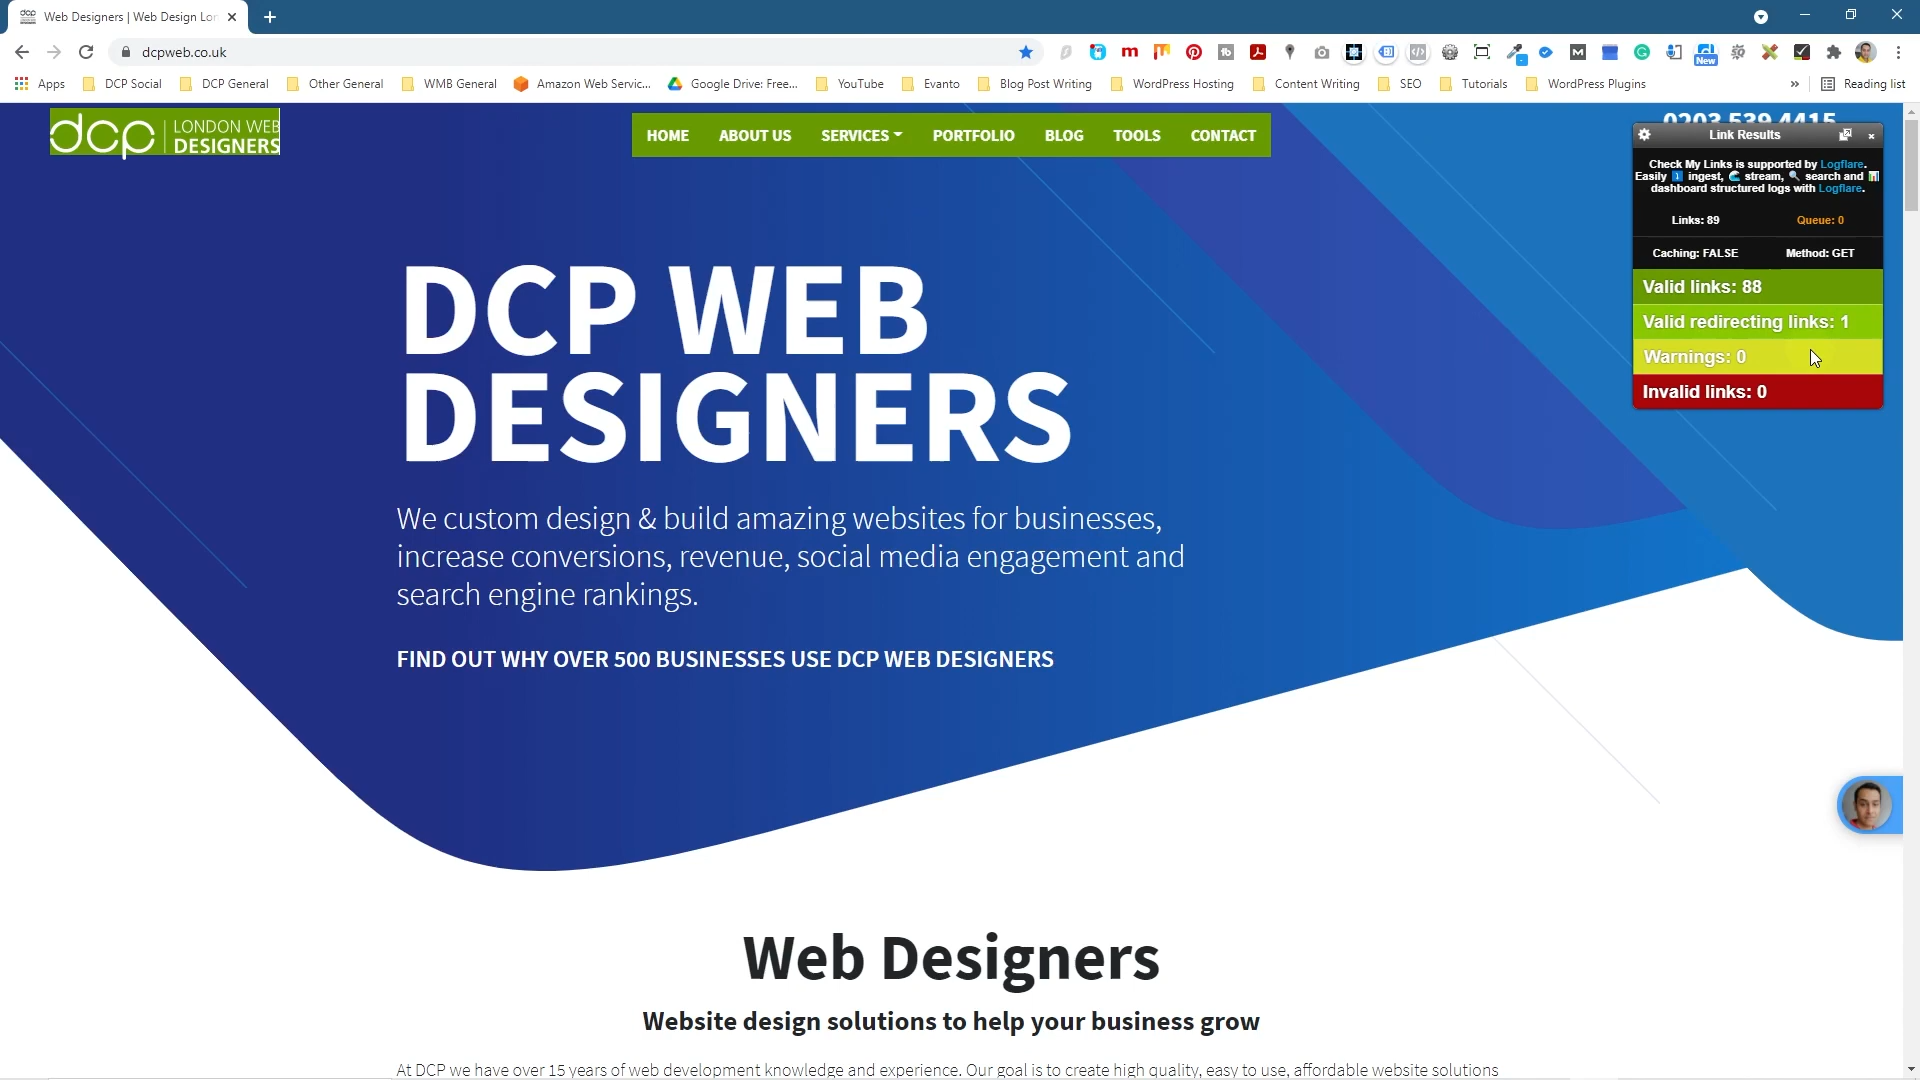 Web Designers | Web Design Lon
dcpweb.co.uk
New
Apps
DCP Social
DCP General
Other General
WMB General
Amazon Web Servic...
Google Drive: Free...
YouTube
Evanto
Blog Post Writing
WordPress Hosting
Content Writing
SEO
Tutorials
WordPress Plugins
»
Reading list
dcp LONDON WEB
DESIGNERS
HOME
ABOUT US
SERVICES
PORTFOLIO
BLOG
TOOLS
CONTACT
0203 539 4415
Link Results
Check My Links is supported by Logflare.
Easily ingest, stream, search and
dashboard structured logs with Logflare.
Links: 89
Queue: 0
Caching: FALSE
Method: GET
Valid links: 88
Valid redirecting links: 1
Warnings: 0
Invalid links: 0
DCP WEB
DESIGNERS
We custom design & build amazing websites for businesses,
increase conversions, revenue, social media engagement and
search engine rankings.
FIND OUT WHY OVER 500 BUSINESSES USE DCP WEB DESIGNERS
Web Designers
Website design solutions to help your business grow
At DCP we have over 15 years of web development knowledge and experience. Our goal is to create high quality, easy to use, affordable website solutions